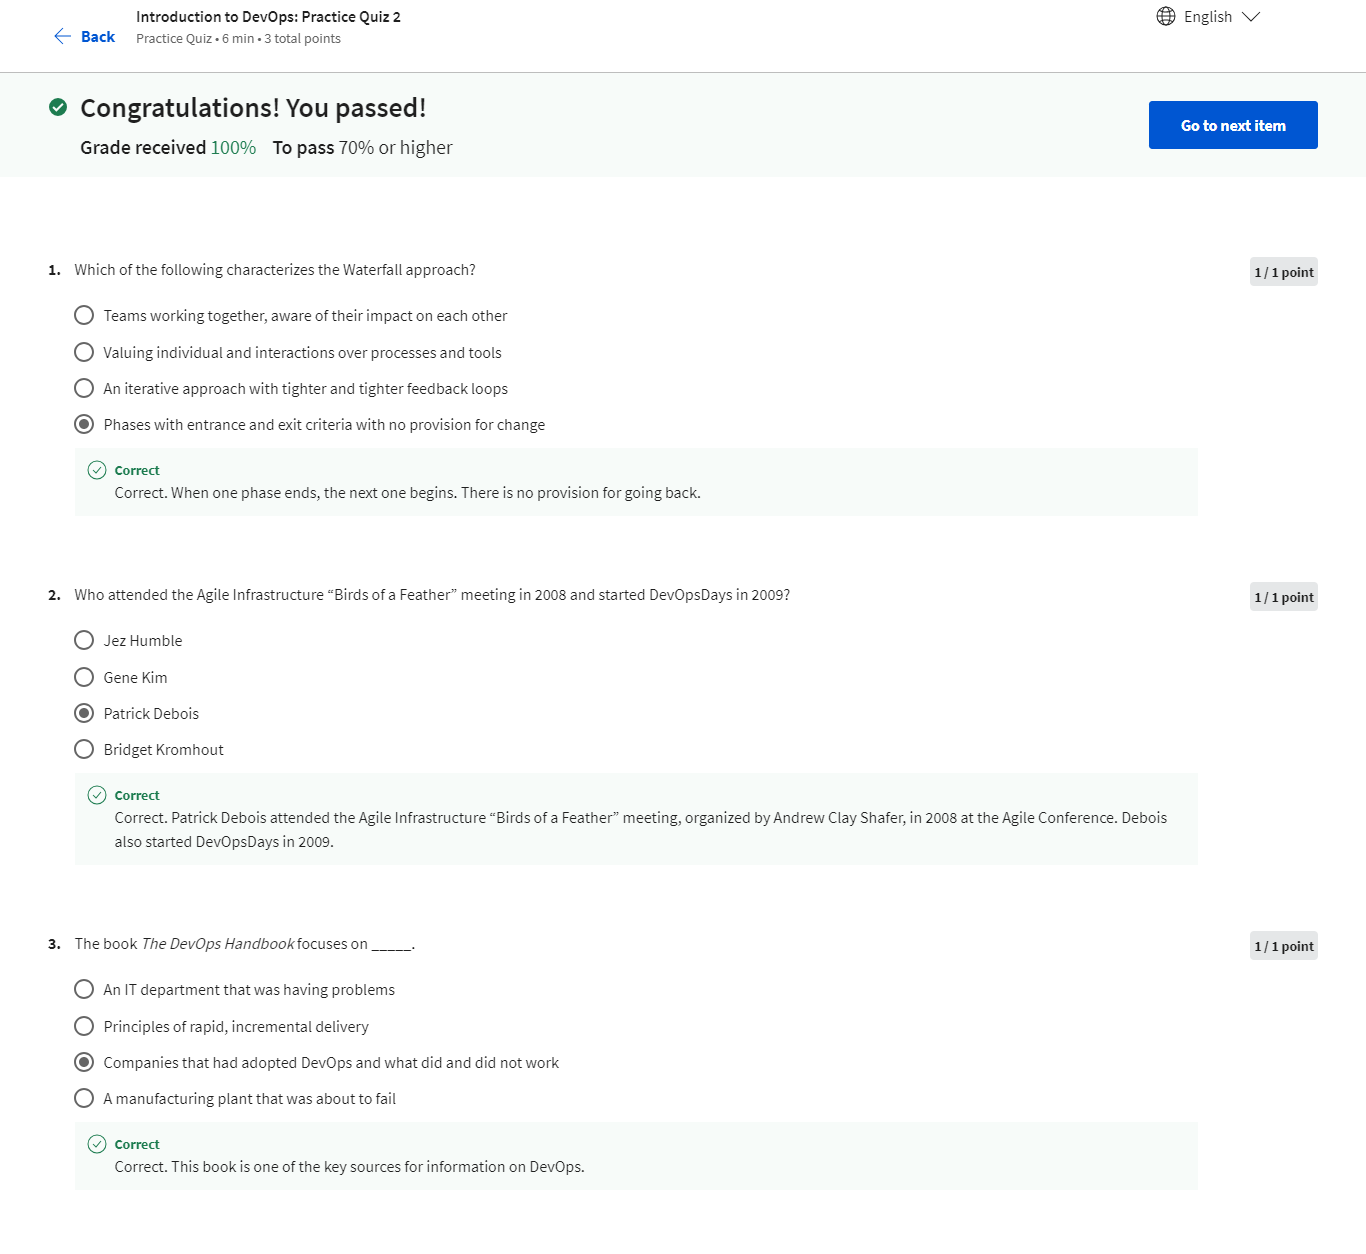 Back
Introduction to DevOps: Practice Quiz 2
Practice Quiz • 6 min • 3 total points
English
Congratulations! You passed!
Grade received 100% To pass 70% or higher
Go to next item
1. Which of the following characterizes the Waterfall approach?
1 / 1 point
Teams working together, aware of their impact on each other
Valuing individual and interactions over processes and tools
An iterative approach with tighter and tighter feedback loops
Phases with entrance and exit criteria with no provision for change
Correct
Correct. When one phase ends, the next one begins. There is no provision for going back.
2. Who attended the Agile Infrastructure “Birds of a Feather” meeting in 2008 and started DevOpsDays in 2009?
1 / 1 point
Jez Humble
Gene Kim
Patrick Debois
Bridget Kromhout
Correct
Correct. Patrick Debois attended the Agile Infrastructure “Birds of a Feather” meeting, organized by Andrew Clay Shafer, in 2008 at the Agile Conference. Debois
also started DevOpsDays in 2009.
3. The book The DevOps Handbook focuses on _____.
1 / 1 point
An IT department that was having problems
Principles of rapid, incremental delivery
Companies that had adopted DevOps and what did and did not work
A manufacturing plant that was about to fail
Correct
Correct. This book is one of the key sources for information on DevOps.